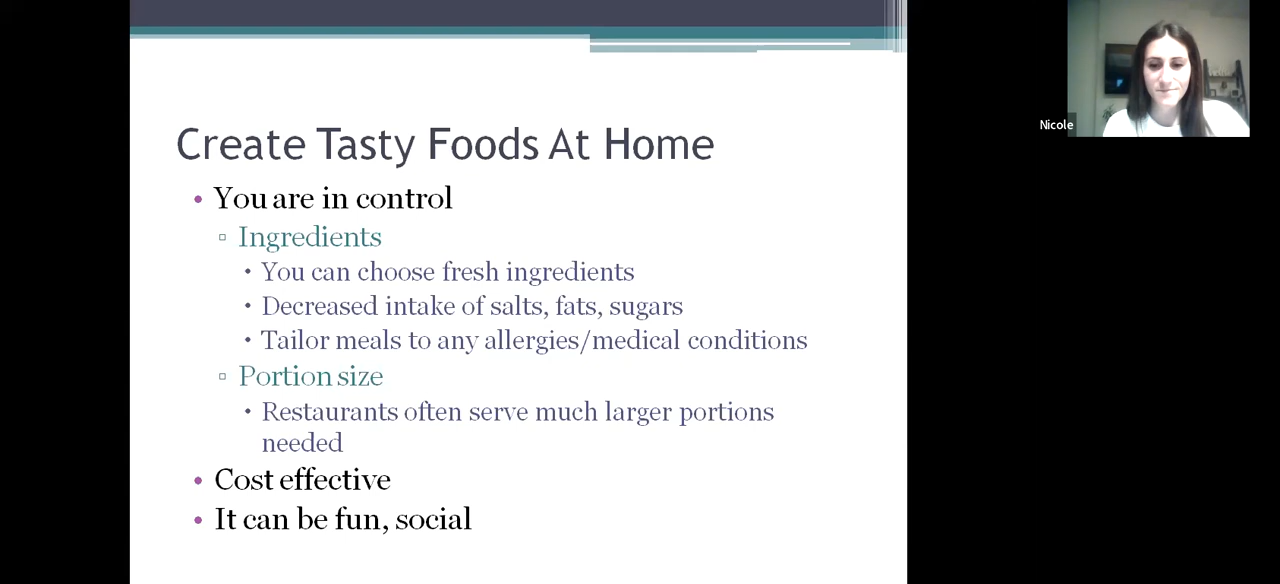 Create Tasty Foods At Home
• You are in control
▫ Ingredients
• You can choose fresh ingredients
• Decreased intake of salts, fats, sugars
• Tailor meals to any allergies/medical conditions
▫ Portion size
• Restaurants often serve much larger portions
needed
• Cost effective
• It can be fun, social
Nicole